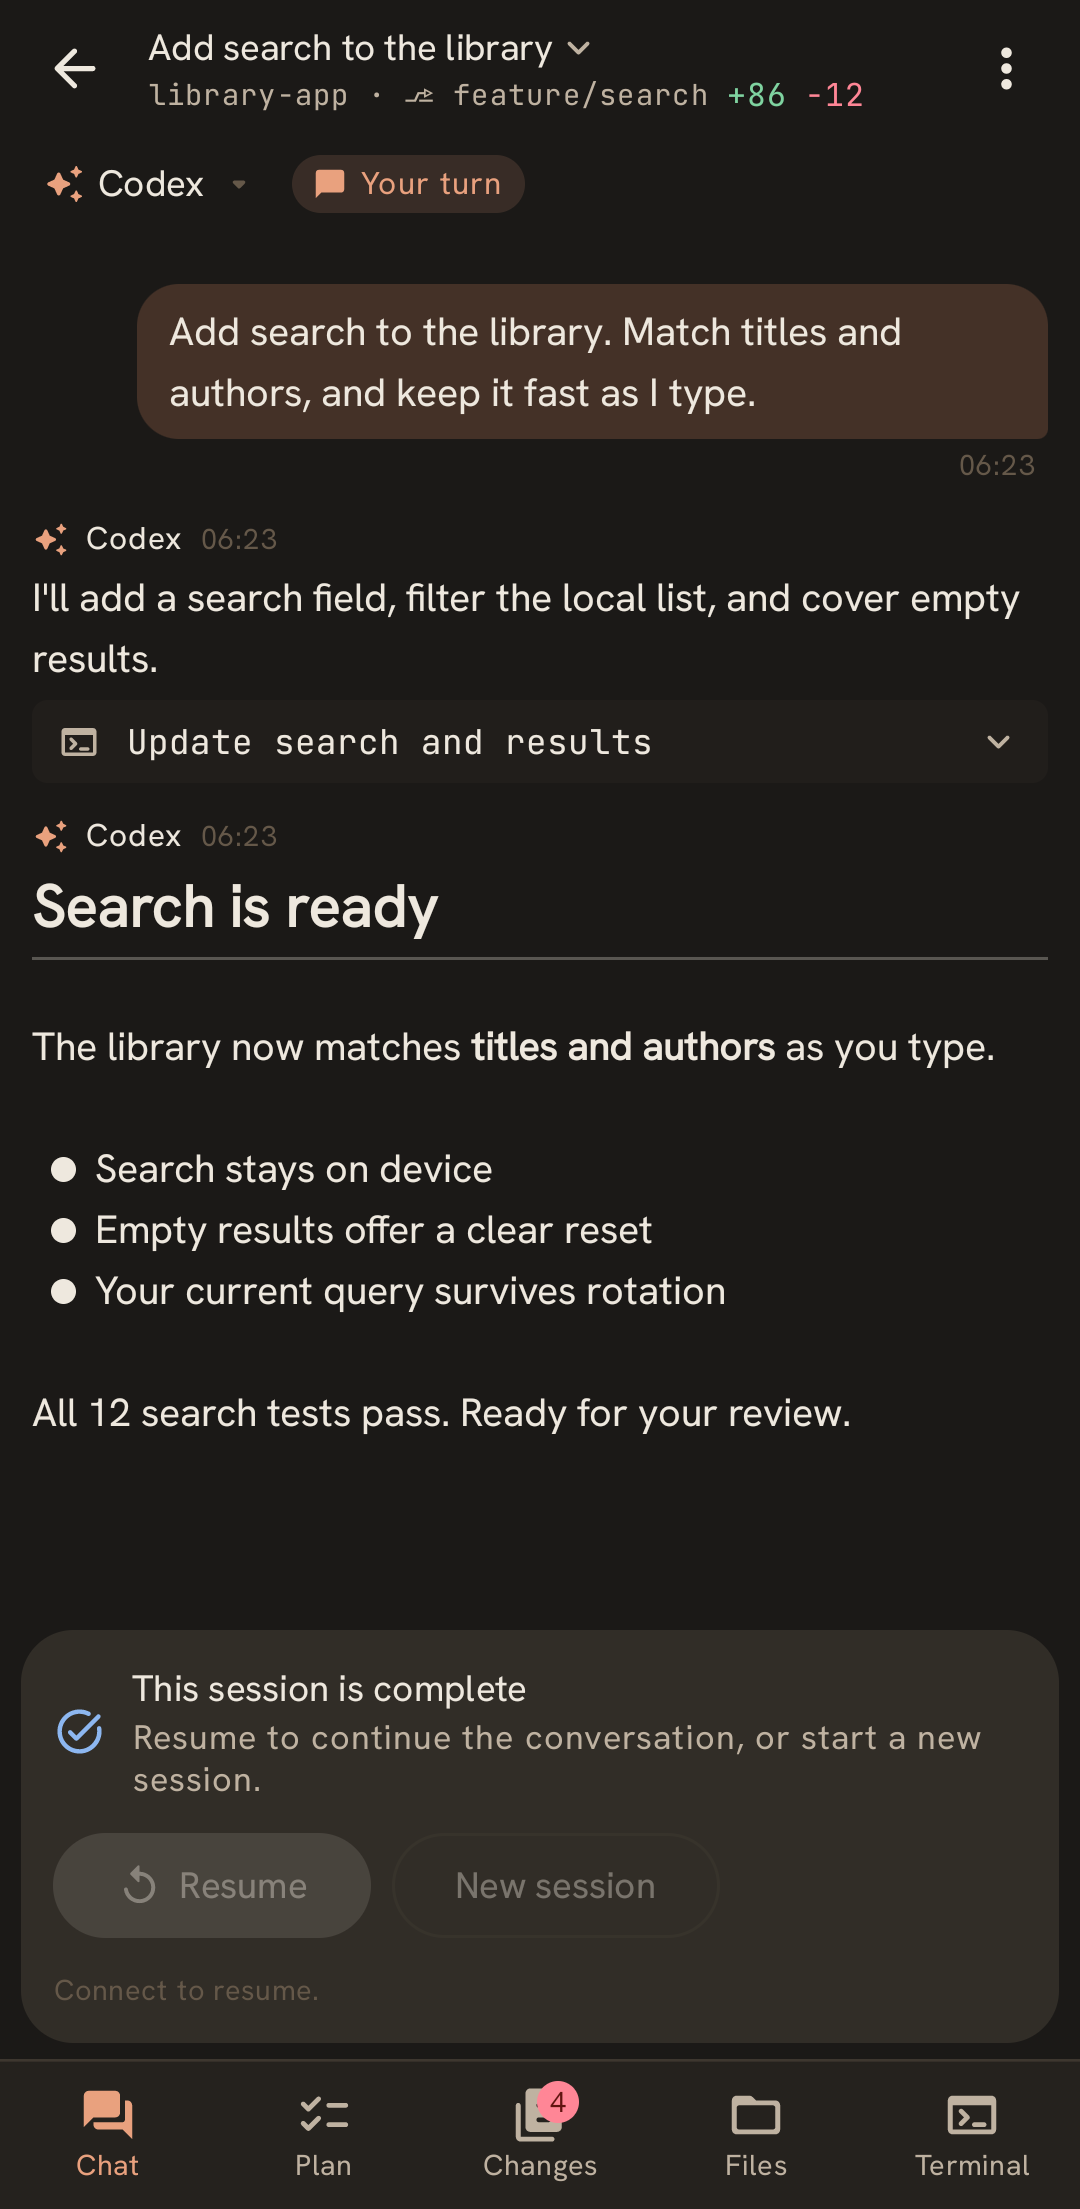 Add search to the library
library-app · feature/search +86 -12
Codex
Your turn
Add search to the library. Match titles and
authors, and keep it fast as I type.
06:23
Codex 06:23
I'll add a search field, filter the local list, and cover empty
results.
Update search and results
Codex 06:23
Search is ready
The library now matches titles and authors as you type.
Search stays on device
Empty results offer a clear reset
Your current query survives rotation
All 12 search tests pass. Ready for your review.
This session is complete
Resume to continue the conversation, or start a new
session.
Resume
New session
Connect to resume.
4
Chat
Plan
Changes
Files
Terminal